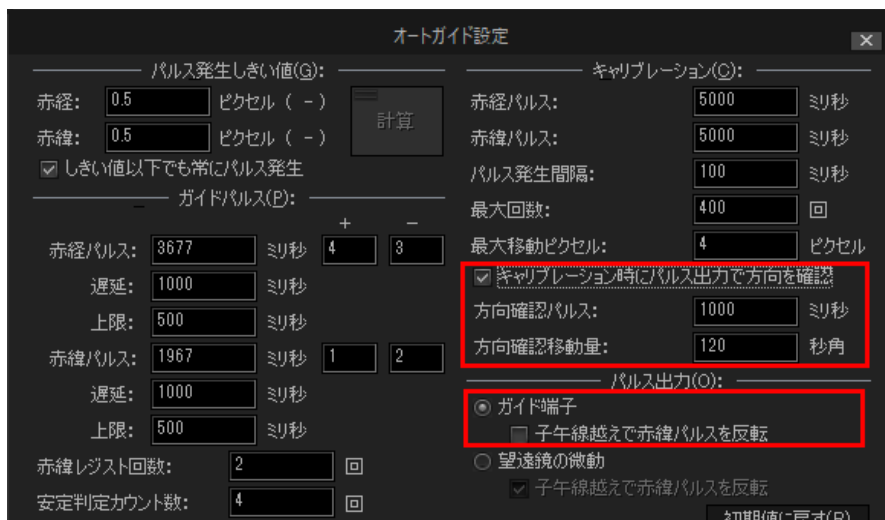 オートガイド設定
パルス発生しきい値(G):
赤経: 0.5 ピクセル ( - )
計算
赤緯: 0.5 ピクセル ( - )
しきい値以下でも常にパルス発生
ガイドパルス(P):
+ -
赤経パルス: 3677 ミリ秒 4 3
遅延: 1000 ミリ秒
上限: 500 ミリ秒
赤緯パルス: 1967 ミリ秒 1 2
遅延: 1000 ミリ秒
上限: 500 ミリ秒
赤緯レジスト回数: 2 回
安定判定カウント数: 4 回
キャリブレーション(C):
赤経パルス: 5000 ミリ秒
赤緯パルス: 5000 ミリ秒
パルス発生間隔: 100 ミリ秒
最大回数: 400 回
最大移動ピクセル: 4 ピクセル
キャリブレーション時にパルス出力で方向を確認
方向確認パルス: 1000 ミリ秒
方向確認移動量: 120 秒角
パルス出力(O):
ガイド端子
子午線越えで赤緯パルスを反転
望遠鏡の微動
子午線越えで赤緯パルスを反転
初期値に戻す(R)